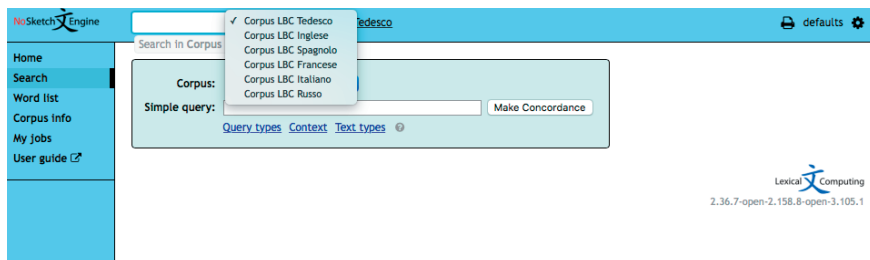 NoSketch Engine
✓ Corpus LBC Tedesco
Corpus LBC Inglese
Corpus LBC Spagnolo
Corpus LBC Francese
Corpus LBC Italiano
Corpus LBC Russo
Tedesco
defaults
Search in Corpus
Home
Search
Word list
Corpus info
My jobs
User guide
Corpus:
Simple query:
Make Concordance
Query types Context Text types ?
Lexical Computing
2.36.7-open-2.158.8-open-3.105.1